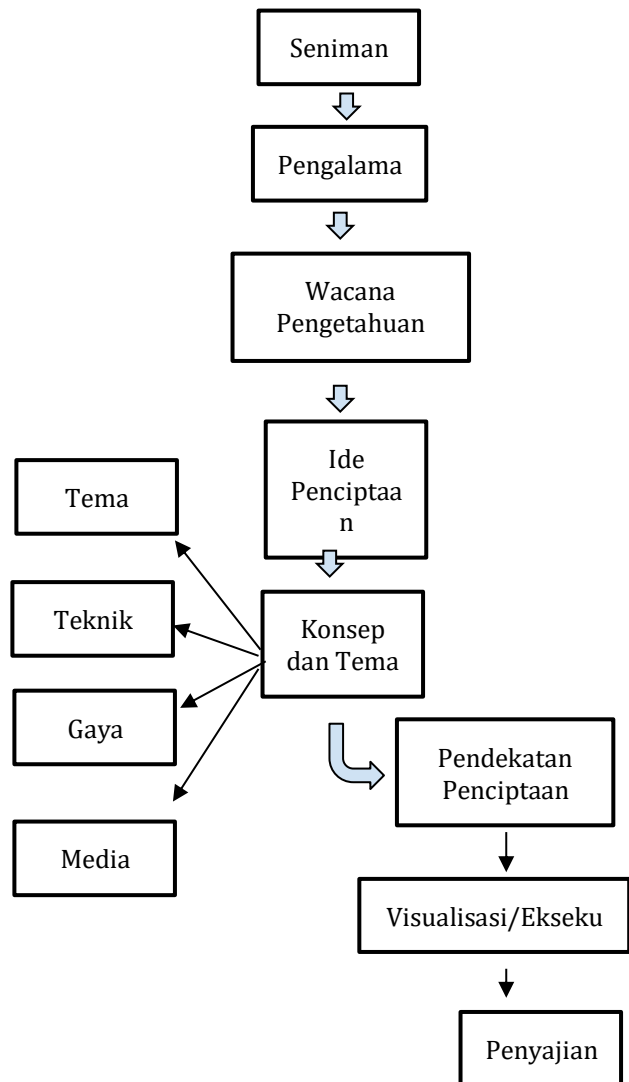 Seniman
Pengalama
Wacana
Pengetahuan
Ide
Penciptaa
n
Tema
Teknik
Gaya
Media
Konsep
dan Tema
Pendekatan
Penciptaan
Visualisasi/Ekseku
Penyajian